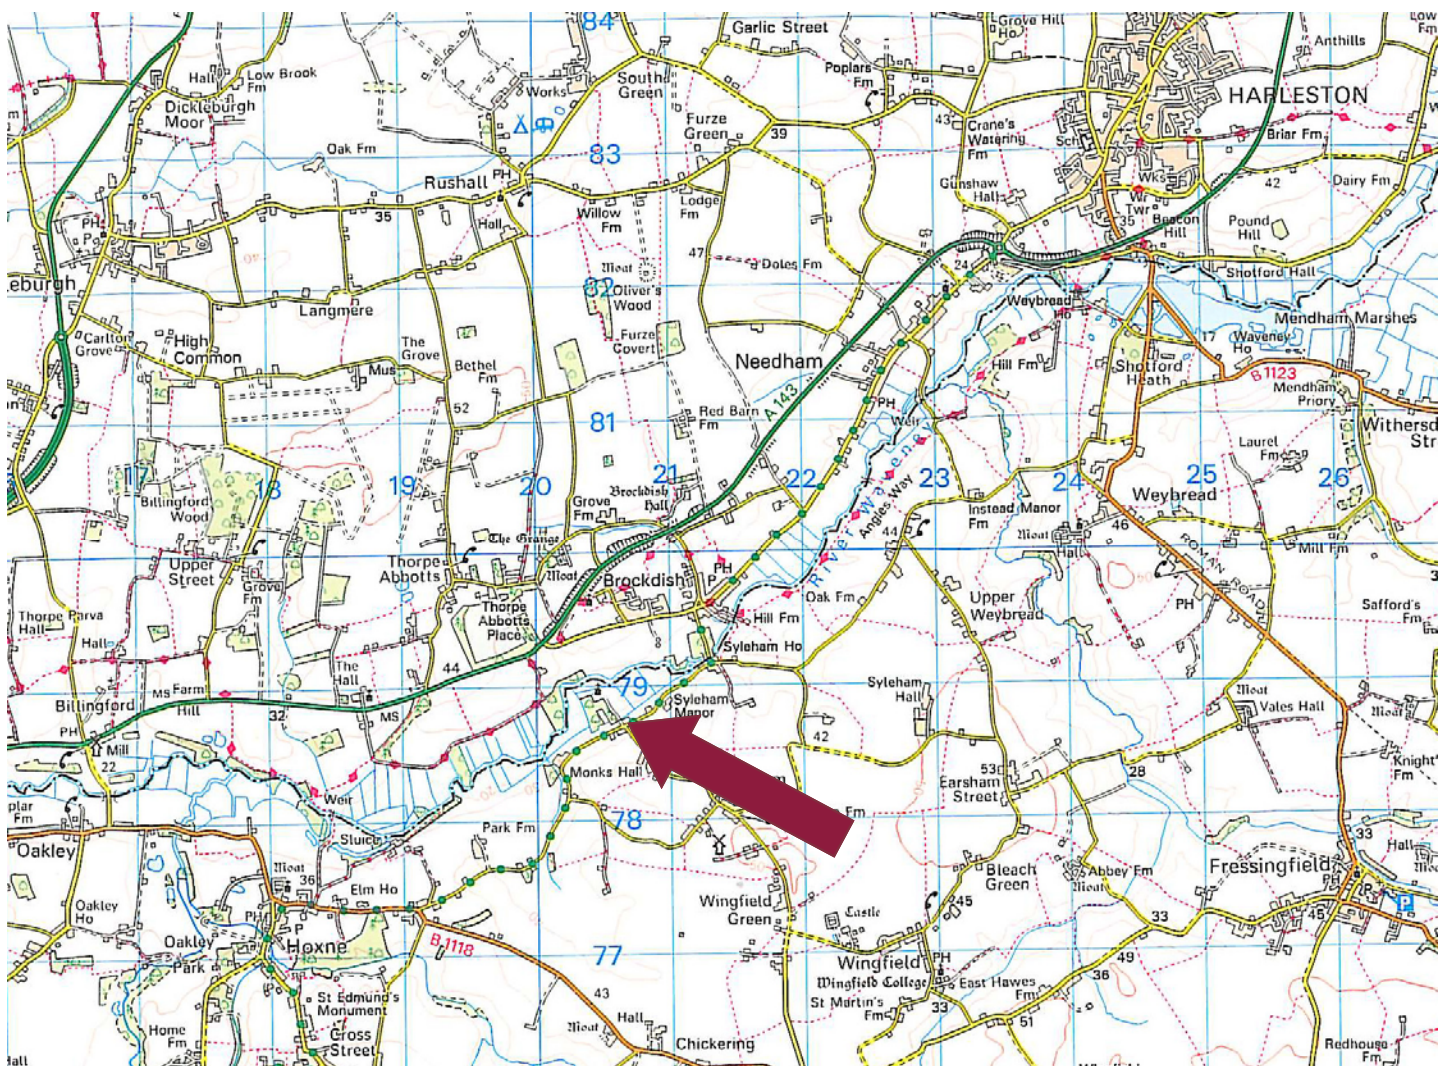 84
Garlic Street
Grove Hill
Ho
Low
Fm
Anthills
Hall
Low Brook
Fm
Works
South
Green
Poplars
Fm
HARLESTON
Dickleburgh
Moor
Furze
Green
39
43
Crane's
Watering
Fm
Sch
Briar Fm
Oak Fm
83
PH
Rushall
Gunshaw
Hall
Wks
42
Dairy Fm
Lodge
Fm
Willow
Fm
35
Wr
Twr
35
Beacon
Hill
Pound
Hill
PH
P
Hall
47
Doles Fm
24
Shotford Hall
Moat
82
Oliver's
Wood
eburgh
Langmere
Weybread
Ho
Mendham Marshes
Carlton
Grove
High
Common
The
Grove
Mus
Bethel
Fm
Furze
Covert
Needham
17
Waveney
Ho
Hill Fm
Shotford
Heath
B 1123
Mendham
Priory
A 143
52
81
Red Barn
Fm
PH
Weir
Withersd
Str
Laurel
Fm
17
18
19
20
21
22
23
24
25
26
Billingford
Wood
Brockdish
Hall
Grove
Fm
River Waveney
Angles Way
Instead Manor
Fm
Weybread
46
44
Moat
Hall
Mill Fm
The Grange
Moat
Upper
Street
Thorpe
Abbotts
Brockdish
PH
P
ROMAN ROAD
Grove
Fm
80
Thorpe
Abbotts
Place
Oak Fm
Upper
Weybread
PH
Safford's
Fm
Thorpe Parva
Hall
Hall
Hill Fm
Syleham Ho
44
The
Hall
79
Syleham
Hall
Moat
Vales Hall
Moat
Billingford
MS
Farm
Hill
32
MS
Syleham
Manor
42
PH
Mill
22
Monks Hall
53
Earsham
Street
28
Knight's
Fm
plar
Fm
Weir
Sluice
Park Fm
78
Fm
33
Oakley
Bleach
Green
Abbey Fm
Moat
Fressingfield
Hall
Moat
PH
P
P
Moat
36
Elm Ho
Wingfield
Green
Castle
45
33
45
Oakley
Ho
PH
P
Oakley
Park
Hoxne
B 1118
77
Wingfield
PH
49
36
Wingfield College
East Hawes
Fm
St Edmund's
Monument
43
St Martin's
Fm
33
51
Home
Fm
Cross
Street
Moat
Hall
Chickering
Redhouse
Fm
Hall